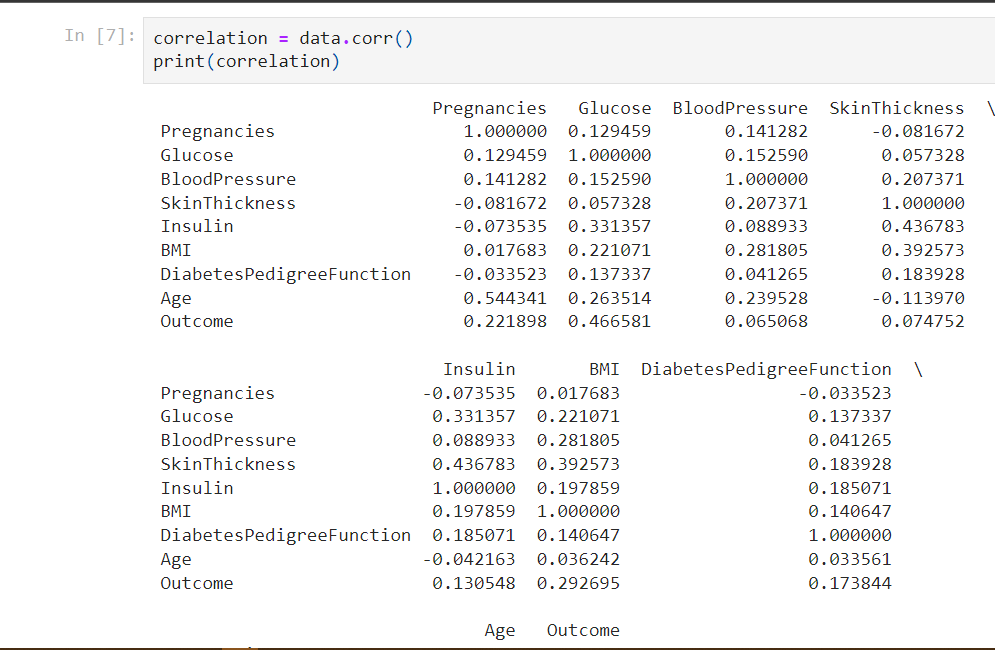 In [7]: correlation = data.corr()
print(correlation)
Pregnancies Glucose BloodPressure SkinThickness \
Pregnancies 1.000000 0.129459 0.141282 -0.081672
Glucose 0.129459 1.000000 0.152590 0.057328
BloodPressure 0.141282 0.152590 1.000000 0.207371
SkinThickness -0.081672 0.057328 0.207371 1.000000
Insulin -0.073535 0.331357 0.088933 0.436783
BMI 0.017683 0.221071 0.281805 0.392573
DiabetesPedigreeFunction -0.033523 0.137337 0.041265 0.183928
Age 0.544341 0.263514 0.239528 -0.113970
Outcome 0.221898 0.466581 0.065068 0.074752
Insulin BMI DiabetesPedigreeFunction \
Pregnancies -0.073535 0.017683 -0.033523
Glucose 0.331357 0.221071 0.137337
BloodPressure 0.088933 0.281805 0.041265
SkinThickness 0.436783 0.392573 0.183928
Insulin 1.000000 0.197859 0.185071
BMI 0.197859 1.000000 0.140647
DiabetesPedigreeFunction 0.185071 0.140647 1.000000
Age -0.042163 0.036242 0.033561
Outcome 0.130548 0.292695 0.173844
Age Outcome